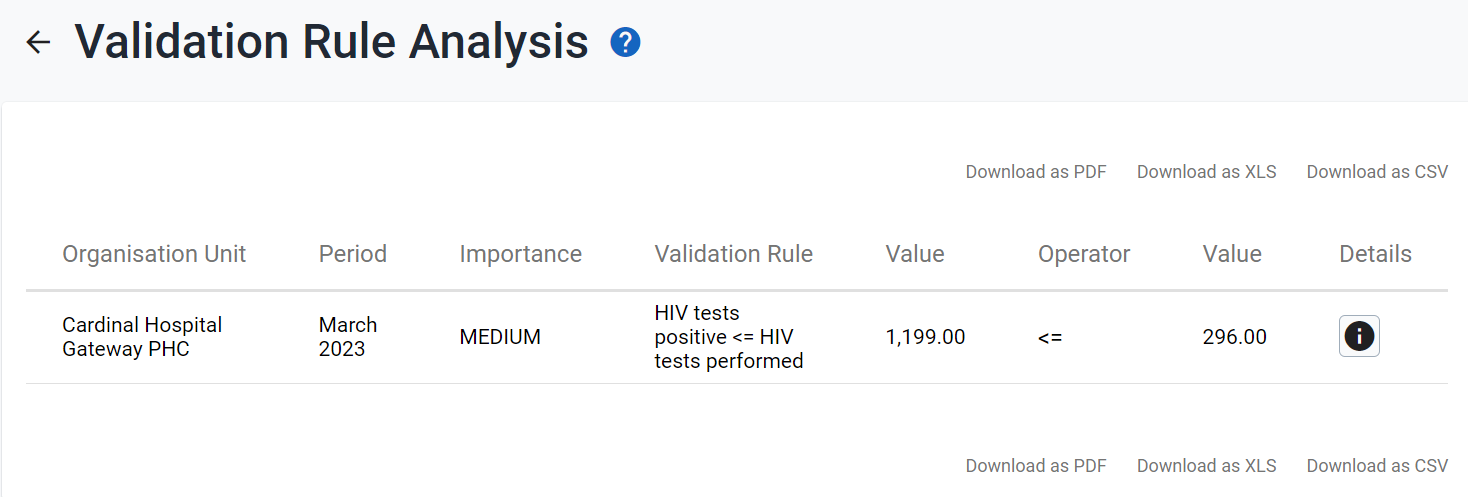 Validation Rule Analysis
Download as PDF Download as XLS Download as CSV
Organisation Unit Period Importance Validation Rule Value Operator Value Details
Cardinal Hospital
Gateway PHC
March
2023
MEDIUM
HIV tests
positive <= HIV
tests performed
1,199.00
<=
296.00
Download as PDF Download as XLS Download as CSV